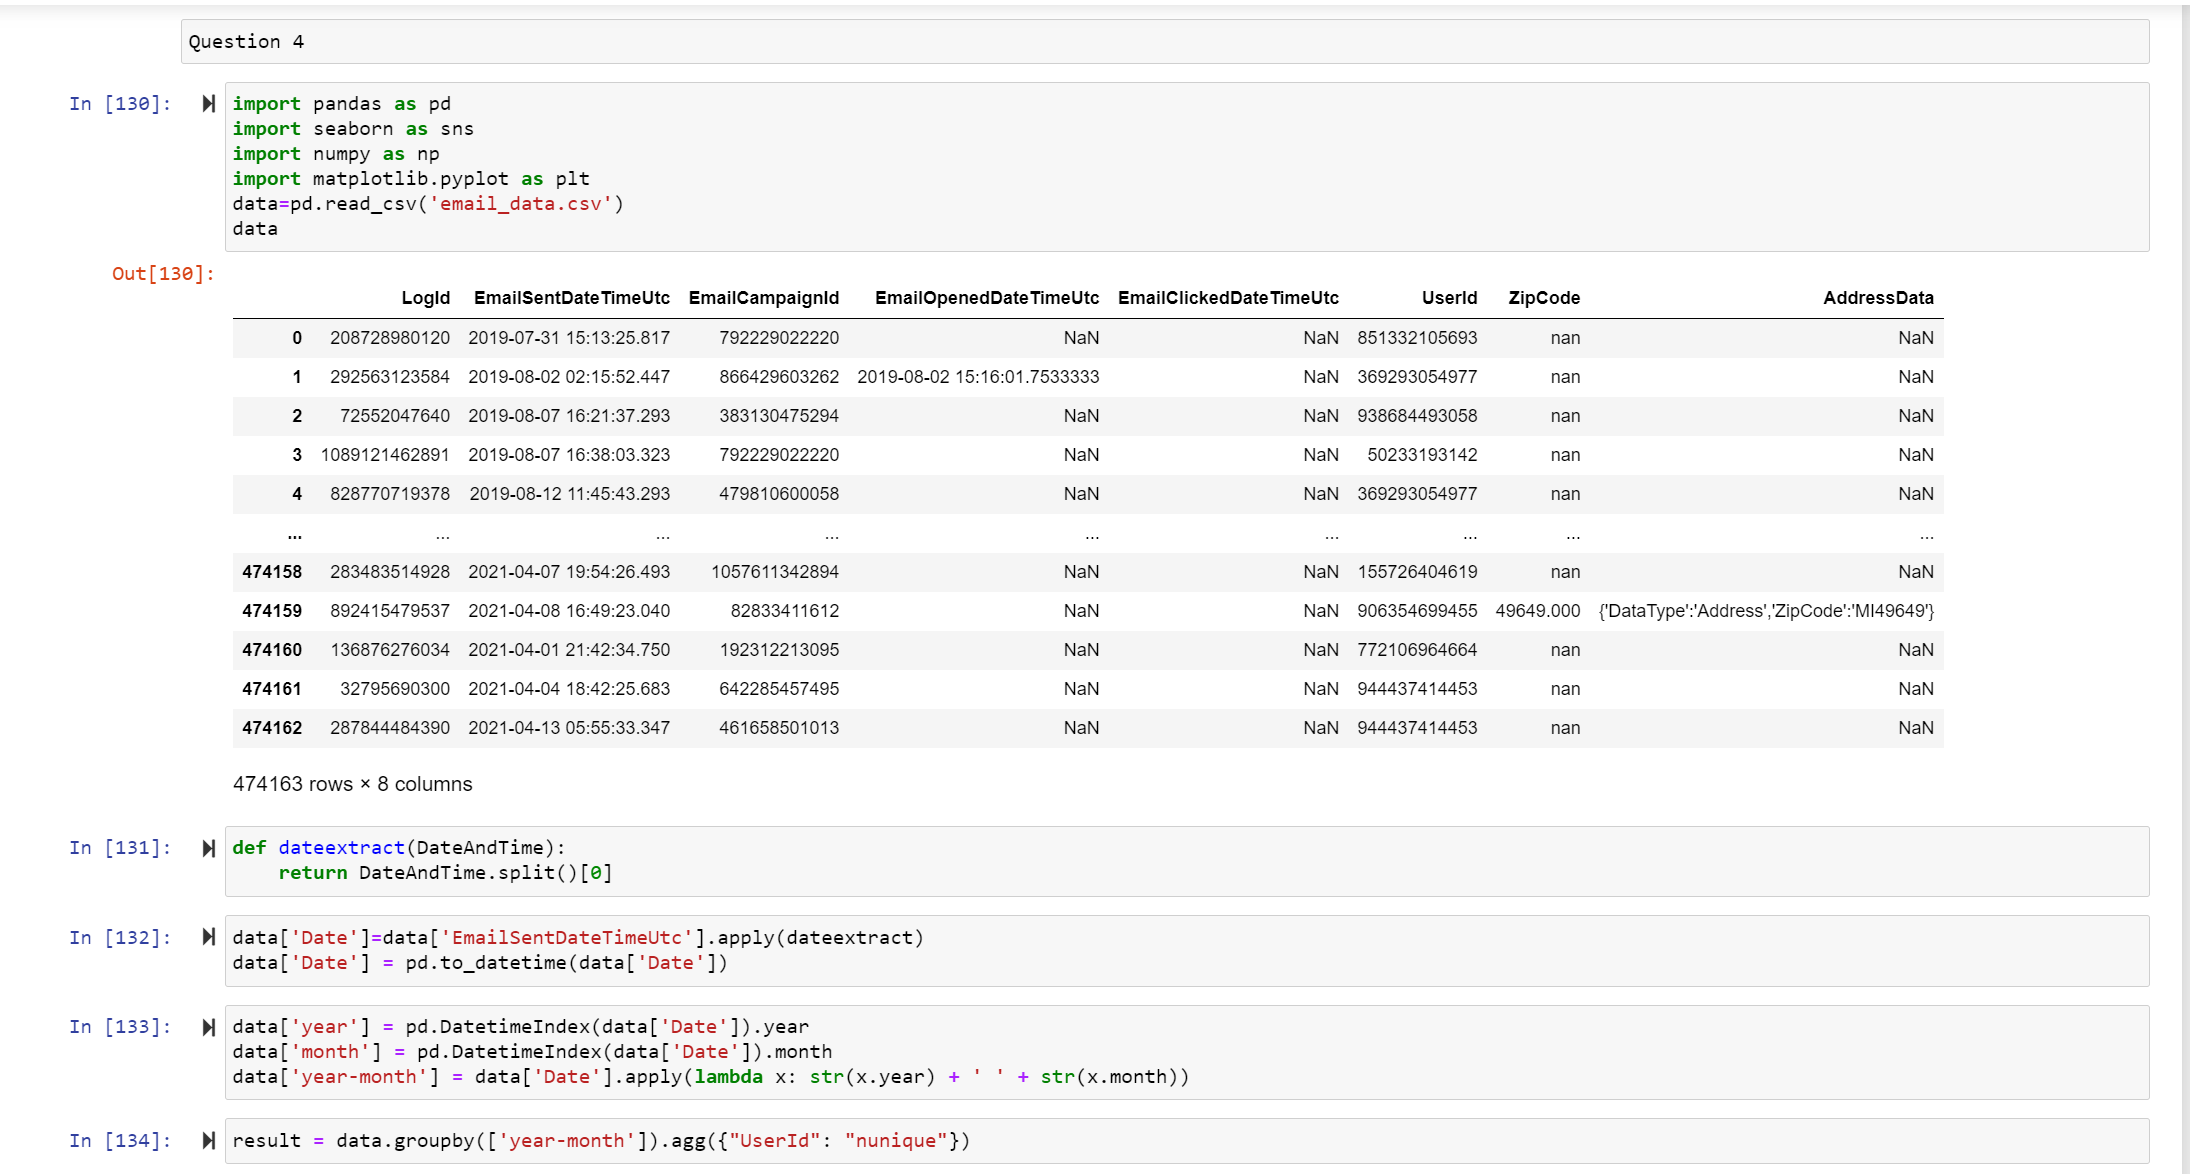 Question 4
In [130]:
import pandas as pd
import seaborn as sns
import numpy as np
import matplotlib.pyplot as plt
data=pd.read_csv('email_data.csv')
data
Out[130]:
LogId EmailSentDateTimeUtc EmailCampaignId EmailOpenedDateTimeUtc EmailClickedDateTimeUtc UserId ZipCode AddressData
0 208728980120 2019-07-31 15:13:25.817 792229022220 NaN NaN 851332105693 nan NaN
1 292563123584 2019-08-02 02:15:52.447 866429603262 2019-08-02 15:16:01.7533333 NaN 369293054977 nan NaN
2 72552047640 2019-08-07 16:21:37.293 383130475294 NaN NaN 938684493058 nan NaN
3 1089121462891 2019-08-07 16:38:03.323 792229022220 NaN NaN 50233193142 nan NaN
4 828770719378 2019-08-12 11:45:43.293 479810600058 NaN NaN 369293054977 nan NaN
... ... ... ... ... ... ... ... ...
474158 283483514928 2021-04-07 19:54:26.493 1057611342894 NaN NaN 155726404619 nan NaN
474159 892415479537 2021-04-08 16:49:23.040 82833411612 NaN NaN 906354699455 49649.000 {'DataType':'Address','ZipCode':'MI49649'}
474160 136876276034 2021-04-01 21:42:34.750 192312213095 NaN NaN 772106964664 nan NaN
474161 32795690300 2021-04-04 18:42:25.683 642285457495 NaN NaN 944437414453 nan NaN
474162 287844484390 2021-04-13 05:55:33.347 461658501013 NaN NaN 944437414453 nan NaN
474163 rows × 8 columns
In [131]:
def dateextract(DateAndTime):
    return DateAndTime.split()[0]
In [132]:
data['Date']=data['EmailSentDateTimeUtc'].apply(dateextract)
data['Date'] = pd.to_datetime(data['Date'])
In [133]:
data['year'] = pd.DatetimeIndex(data['Date']).year
data['month'] = pd.DatetimeIndex(data['Date']).month
data['year-month'] = data['Date'].apply(lambda x: str(x.year) + ' ' + str(x.month))
In [134]:
result = data.groupby(['year-month']).agg({"UserId": "nunique"})